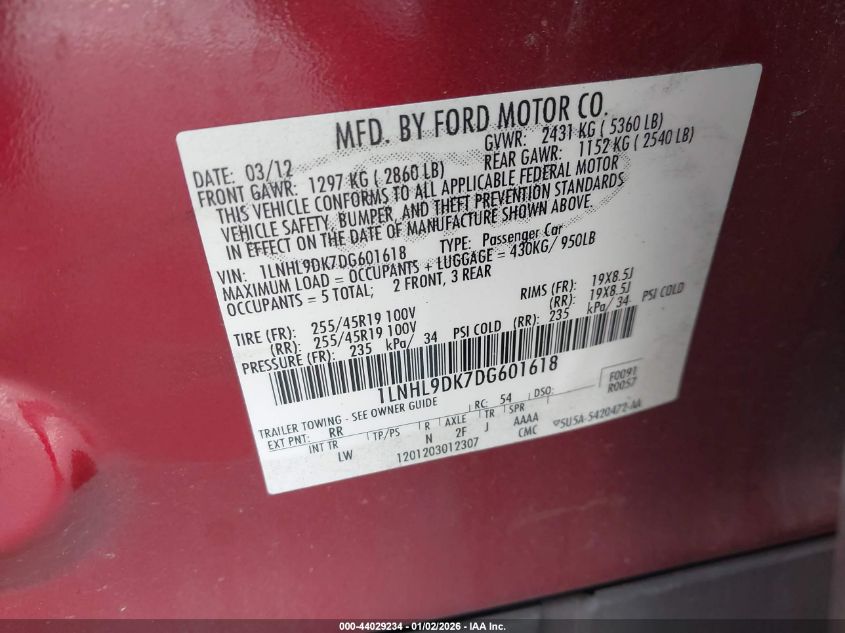 MFD. BY FORD MOTOR CO.
DATE: 03/12 GVWR: 2431 KG ( 5360 LB)
FRONT GAWR: 1297 KG ( 2860 LB) REAR GAWR: 1152 KG ( 2540 LB)
THIS VEHICLE CONFORMS TO ALL APPLICABLE FEDERAL MOTOR
VEHICLE SAFETY, BUMPER, AND THEFT PREVENTION STANDARDS
IN EFFECT ON THE DATE OF MANUFACTURE SHOWN ABOVE.
VIN: 1LNHL9DK7DG601618 TYPE: Passenger Car
MAXIMUM LOAD = OCCUPANTS + LUGGAGE = 430KG/ 950LB
OCCUPANTS = 5 TOTAL; 2 FRONT, 3 REAR
TIRE (FR): 255/45R19 100V RIMS (FR): 19X8.5J
(RR): 255/45R19 100V (RR): 19X8.5J
PRESSURE (FR): 235 kPa/ 34 PSI COLD (RR): 235 kPa/ 34 PSI COLD
1LNHL9DK7DG601618
TRAILER TOWING - SEE OWNER GUIDE RC: 54 DSO: F0091
EXT PNT: RR R AXLE TR SPR R0057
INT TR TP/PS N 2F J AAAA
LW 1201203012307 CMC 5U5A-5420472-AA
000-44029234 - 01/02/2026 - IAA Inc.